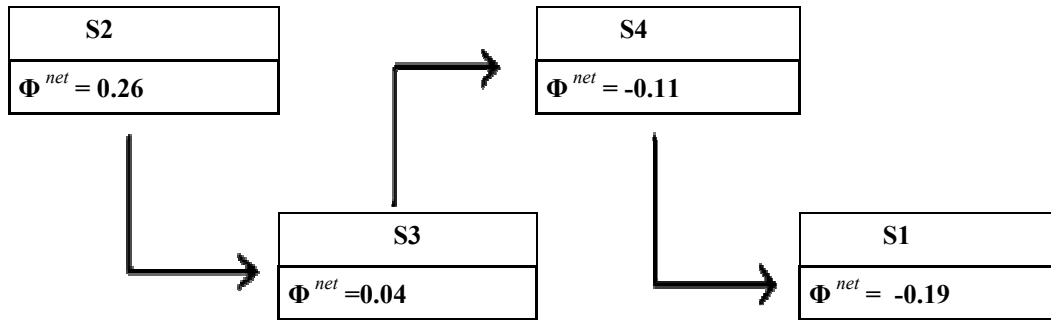 S2
Φ net = 0.26
S4
Φ net = -0.11
S3
Φ net =0.04
S1
Φ net = -0.19